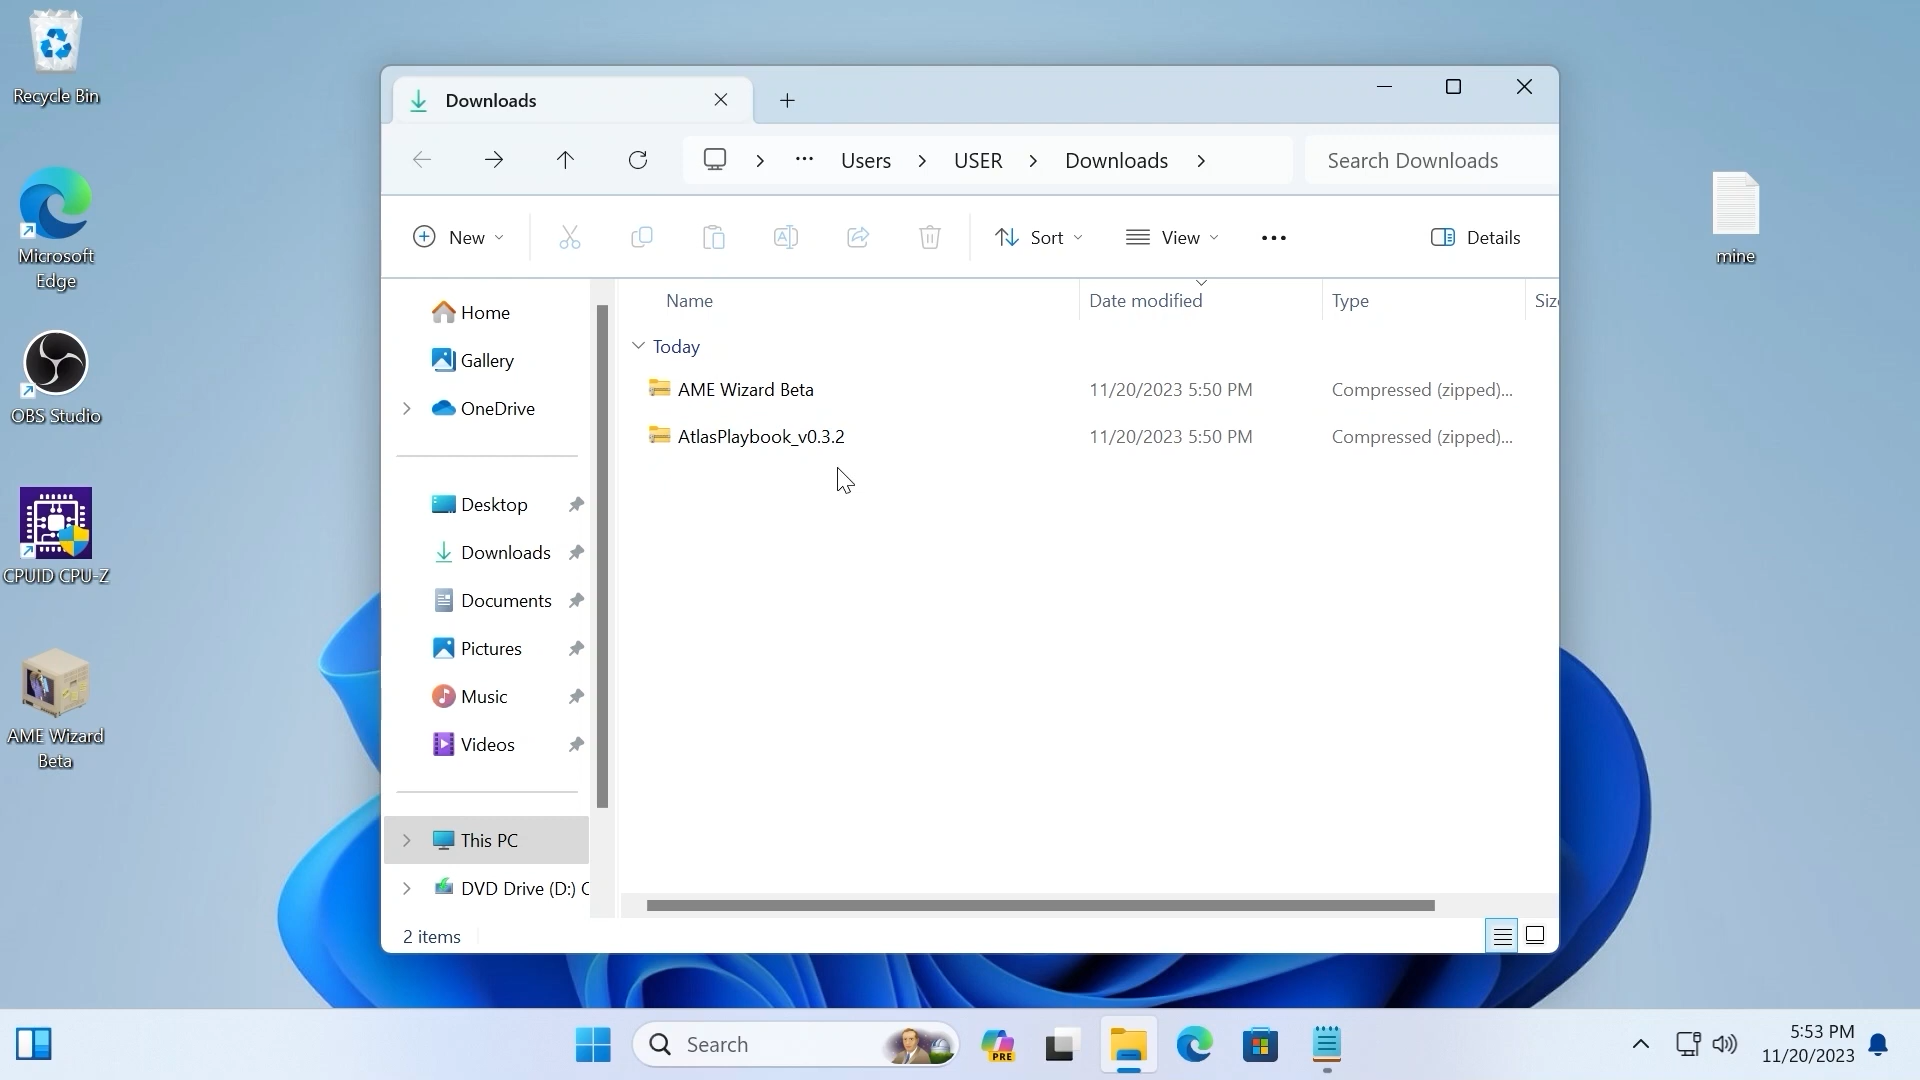 Recycle Bin
Microsoft
Edge
OBS Studio
CPUID CPU-Z
AME Wizard
Beta
mine
Downloads
Users
USER
Downloads
Search Downloads
New
Sort
View
Details
Name
Date modified
Type
Today
AME Wizard Beta
11/20/2023 5:50 PM
Compressed (zipped)...
AtlasPlaybook_v0.3.2
11/20/2023 5:50 PM
Compressed (zipped)...
Home
Gallery
OneDrive
Desktop
Downloads
Documents
Pictures
Music
Videos
This PC
DVD Drive (D:) C
2 items
Search
PRE
5:53 PM
11/20/2023